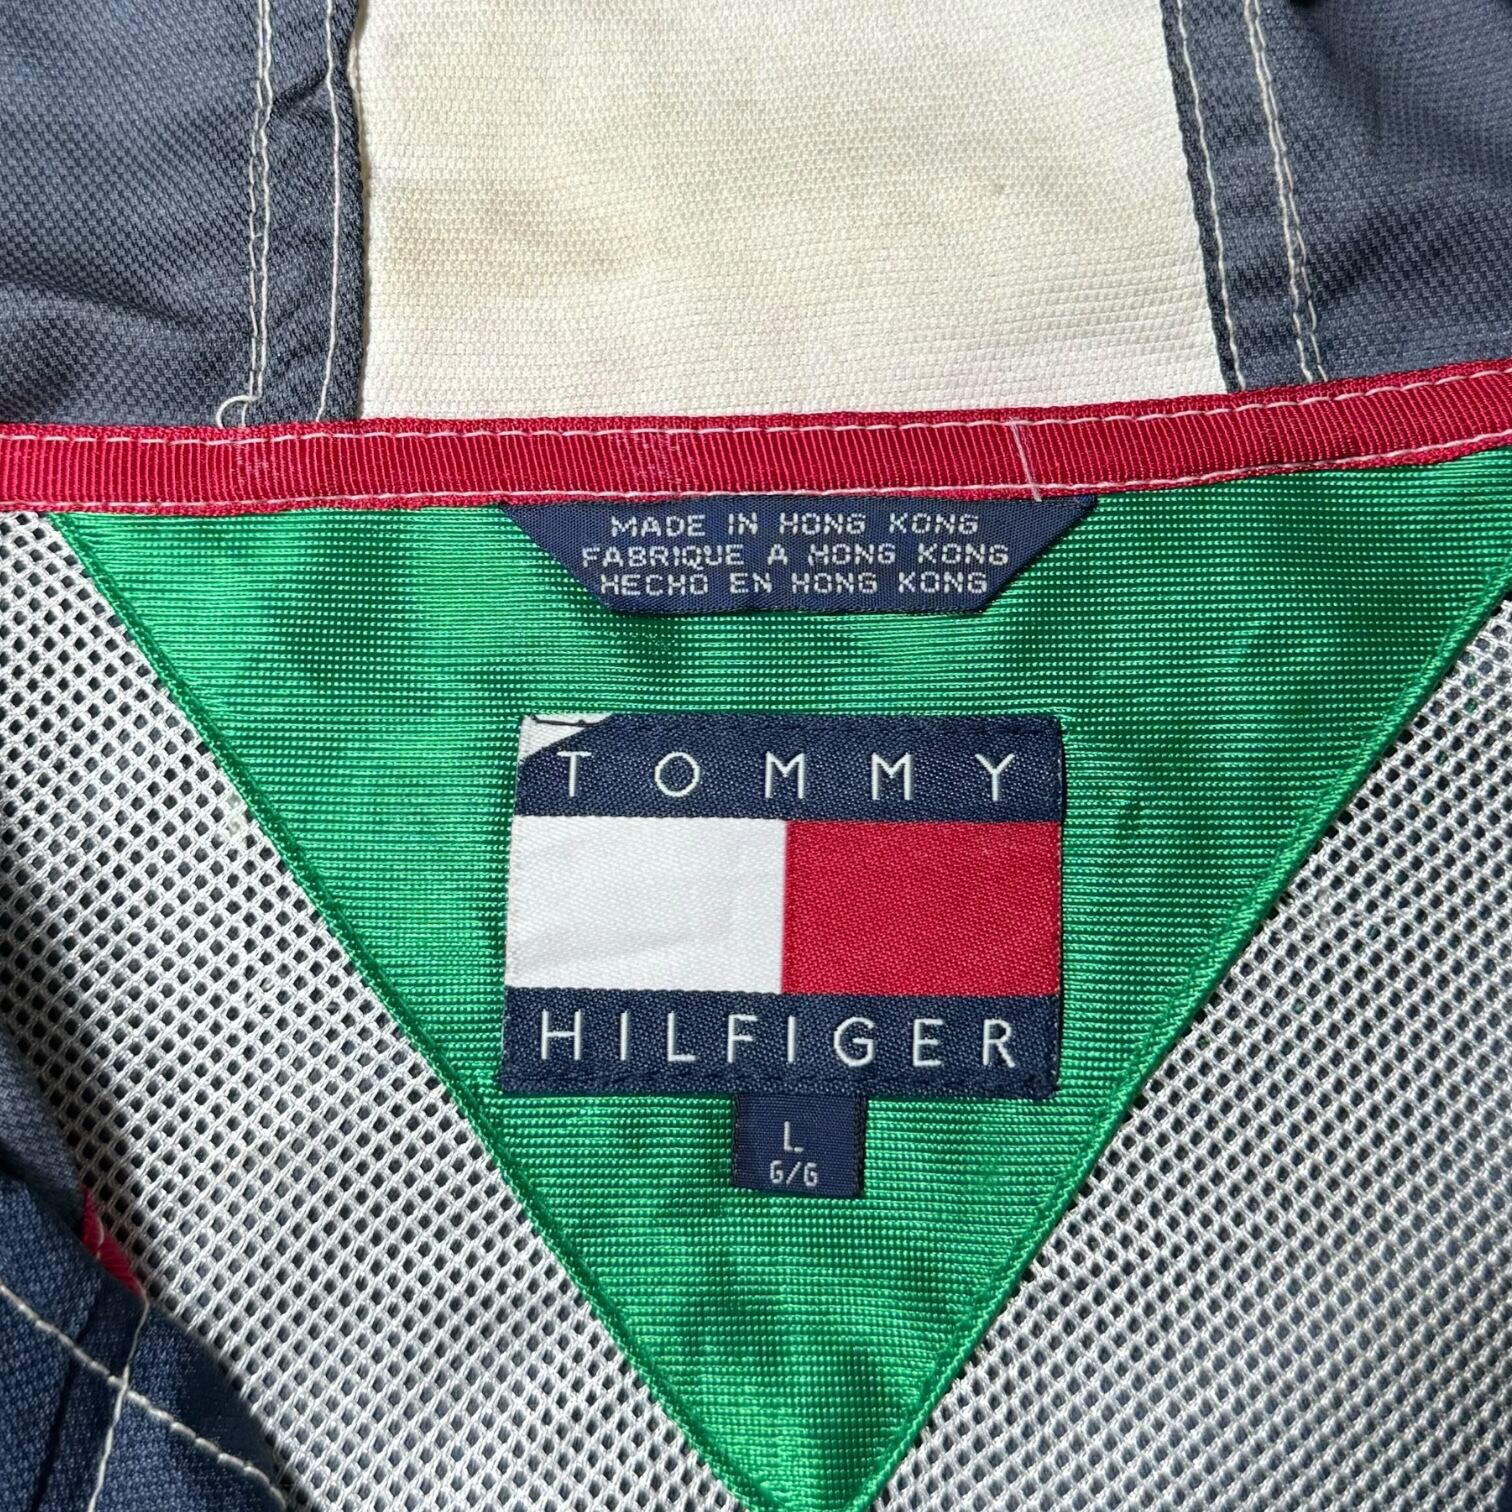 MADE IN HONG KONG
FABRIQUE A HONG KONG
HECHO EN HONG KONG
TOMMY
HILFIGER
L
G/G